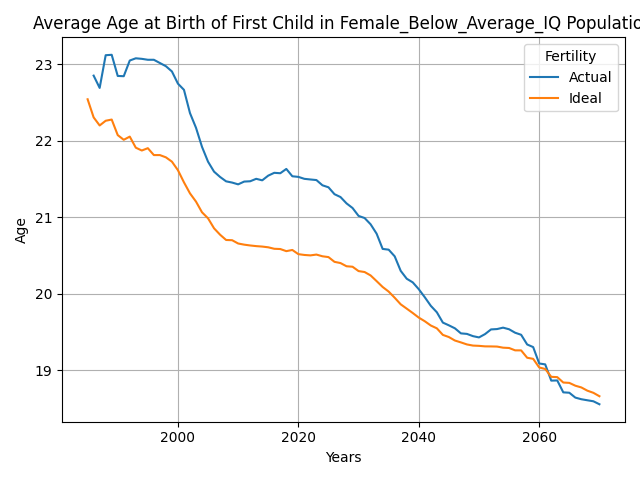 Average Age at Birth of First Child in Female_Below_Average_IQ Populatio
Fertility
Actual
Ideal
23
22
21
20
19
Age
2000
2020
2040
2060
Years